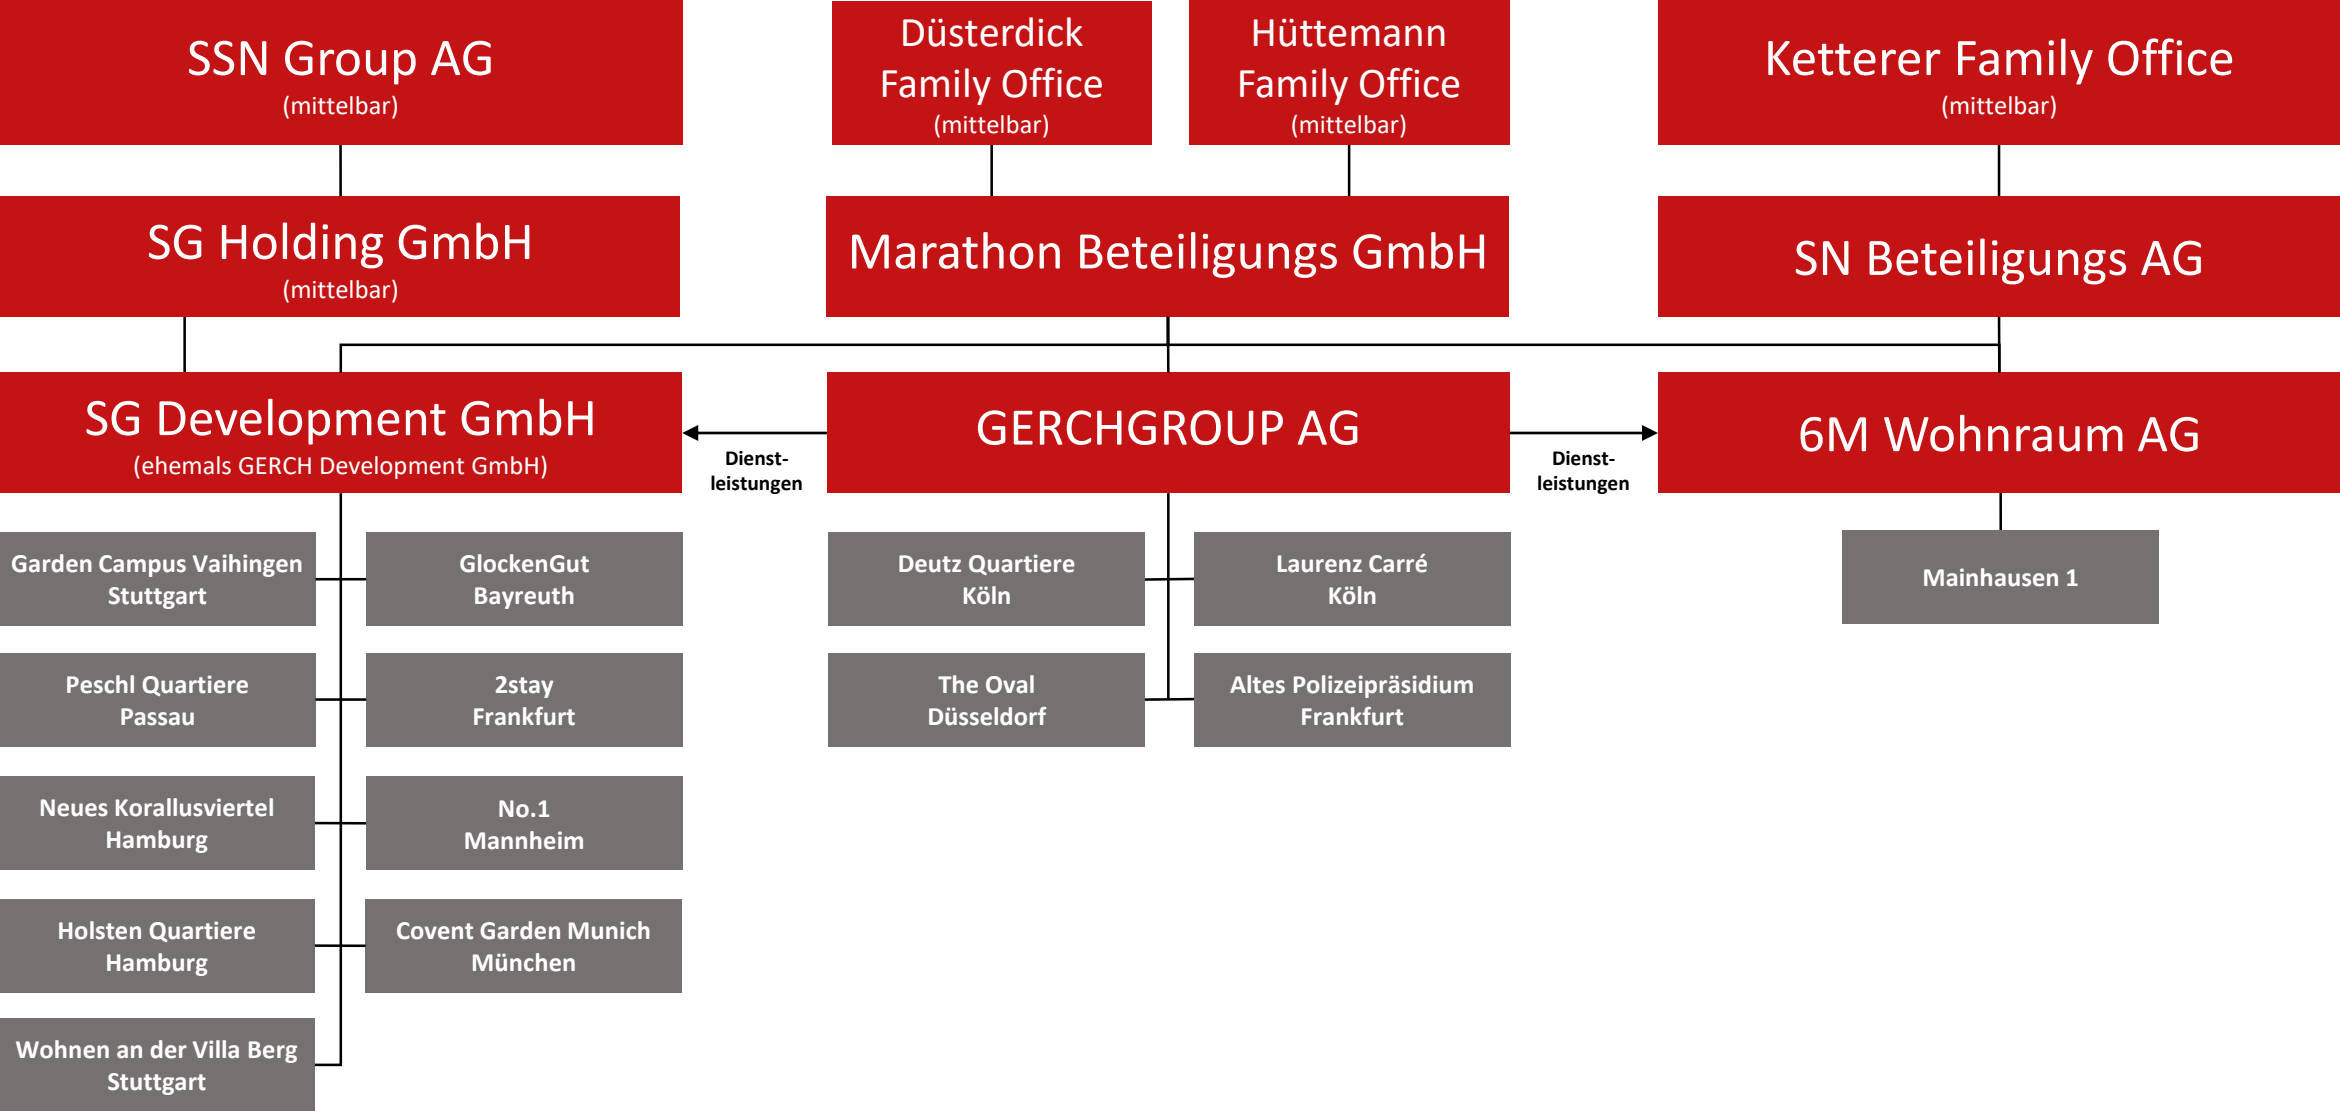 SSN Group AG
(mittelbar)
Düsterdick
Family Office
(mittelbar)
Hüttemann
Family Office
(mittelbar)
Ketterer Family Office
(mittelbar)
SG Holding GmbH
(mittelbar)
Marathon Beteiligungs GmbH
SN Beteiligungs AG
SG Development GmbH
(ehemals GERCH Development GmbH)
Dienst-
leistungen
GERCHGROUP AG
Dienst-
leistungen
6M Wohnraum AG
Garden Campus Vaihingen
Stuttgart
GlockenGut
Bayreuth
Deutz Quartiere
Köln
Laurenz Carré
Köln
Mainhausen 1
Peschl Quartiere
Passau
2stay
Frankfurt
The Oval
Düsseldorf
Altes Polizeipräsidium
Frankfurt
Neues Korallusviertel
Hamburg
No.1
Mannheim
Holsten Quartiere
Hamburg
Covent Garden Munich
München
Wohnen an der Villa Berg
Stuttgart